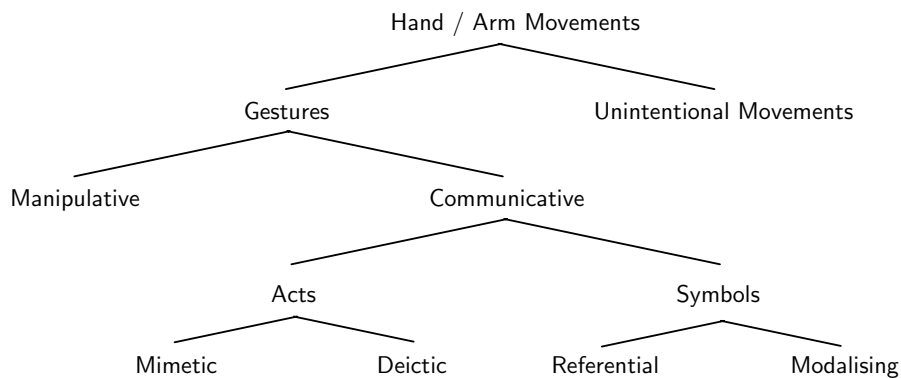 Hand / Arm Movements
Gestures
Unintentional Movements
Manipulative
Communicative
Acts
Symbols
Mimetic
Deictic
Referential
Modalising